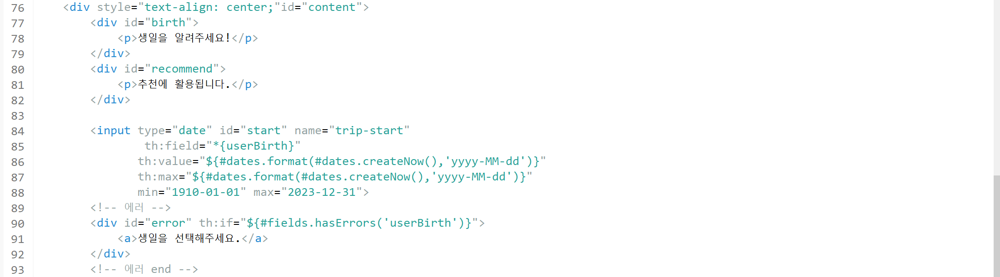 76 <div style="text-align: center;"id="content">
77 <div id="birth">
78 <p>생일을 알려주세요!</p>
79 </div>
80 <div id="recommend">
81 <p>추천에 활용됩니다.</p>
82 </div>
83
84 <input type="date" id="start" name="trip-start"
85 th:field="*{userBirth}"
86 th:value="${#dates.format(#dates.createNow(),'yyyy-MM-dd')}"
87 th:max="${#dates.format(#dates.createNow(),'yyyy-MM-dd')}"
88 min="1910-01-01" max="2023-12-31">
89 <!-- 에러 -->
90 <div id="error" th:if="${#fields.hasErrors('userBirth')}">
91 <a>생일을 선택해주세요.</a>
92 </div>
93 <!-- 에러 end -->